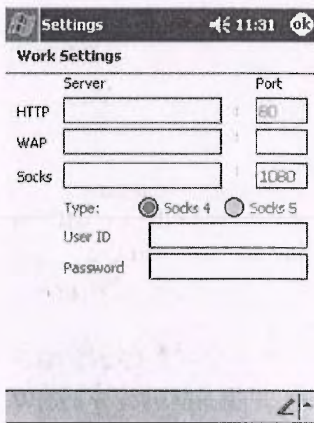 Settings 11:31 ok
Work Settings
Server Port
HTTP : 80
WAP :
Socks : 1080
Type: Socks 4 Socks 5
User ID
Password